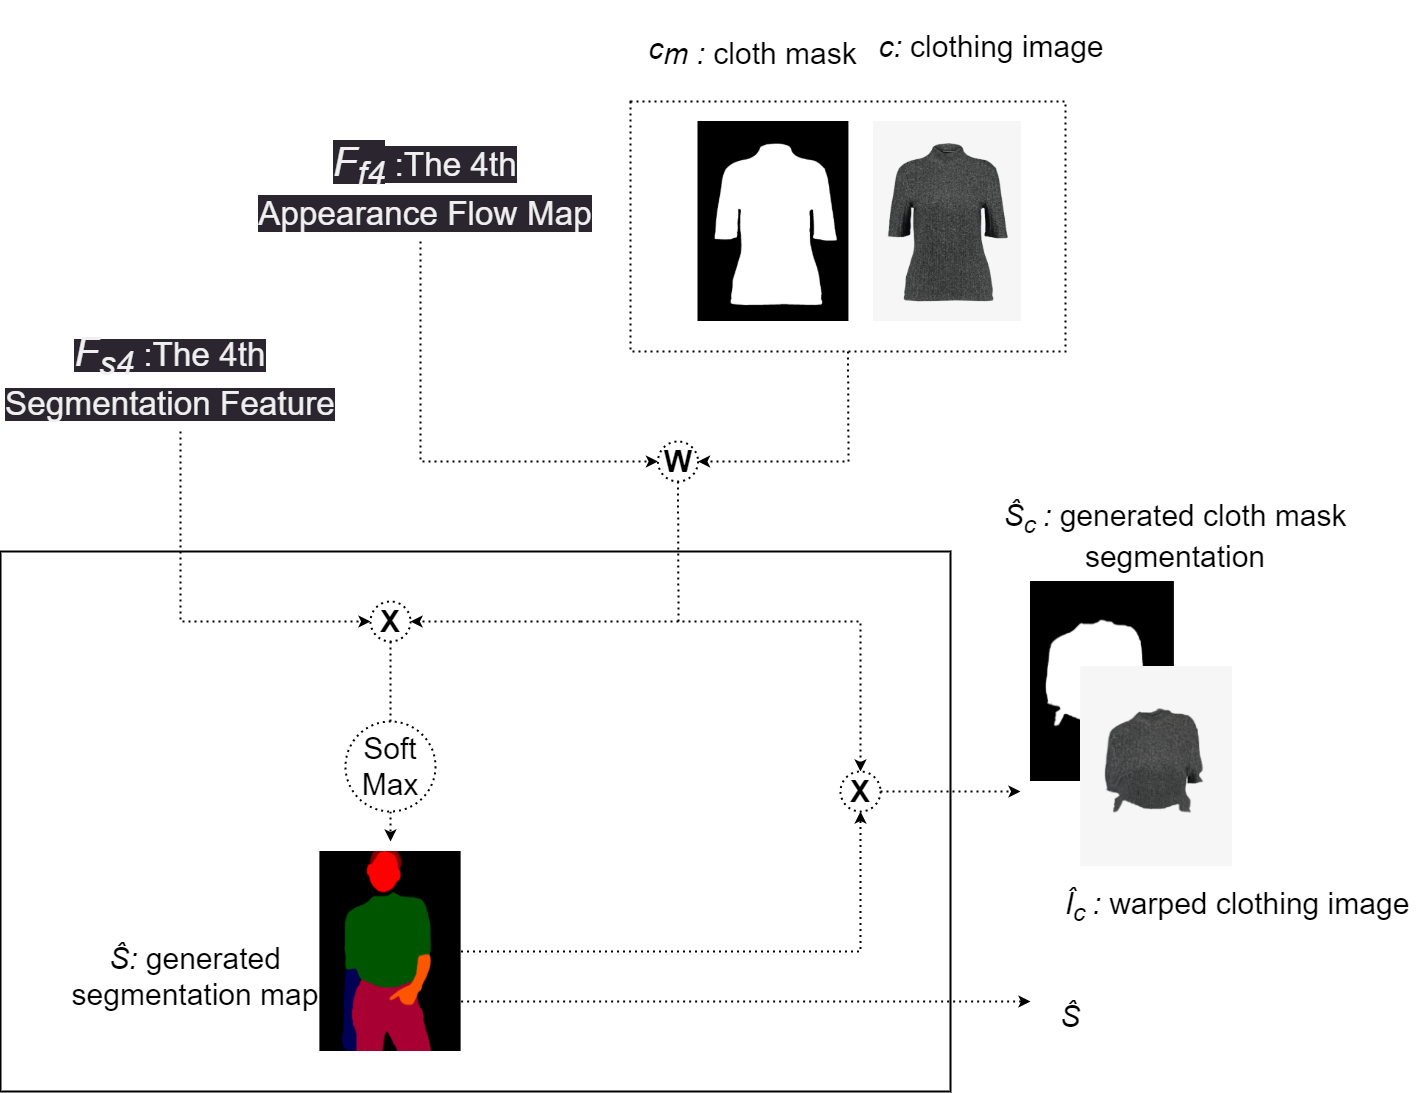 cm : cloth mask
c: clothing image
Ff4 :The 4th
Appearance Flow Map
Fs4 :The 4th
Segmentation Feature
W
Ŝc : generated cloth mask
segmentation
X
Soft
Max
X
Îc : warped clothing image
Ŝ: generated
segmentation map
Ŝ